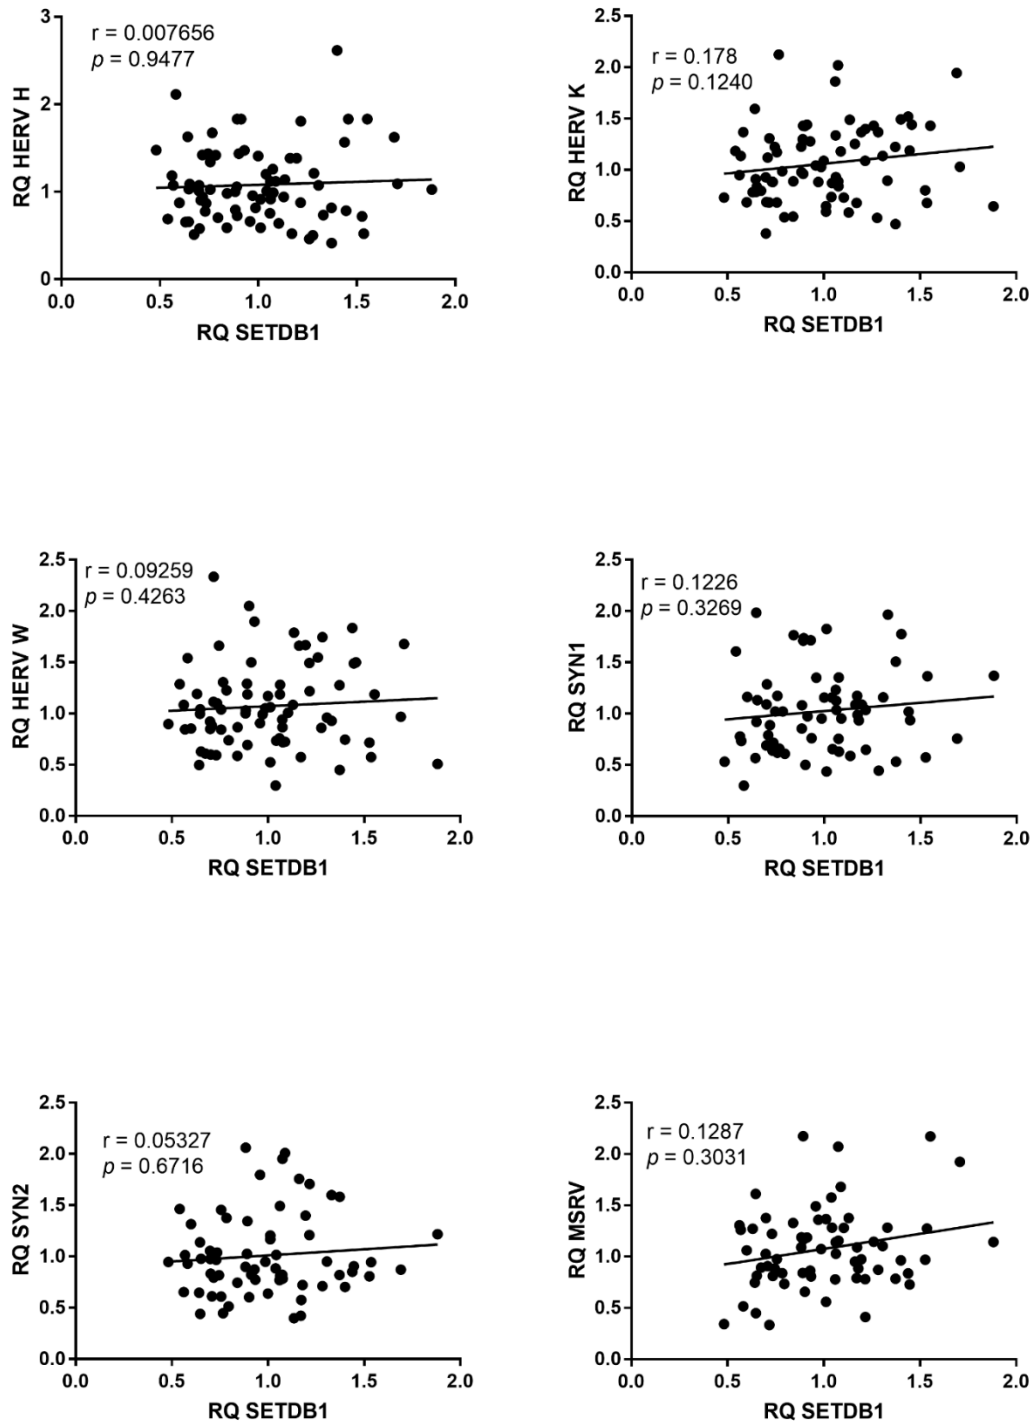 r = 0.007656
p = 0.9477
RQ HERV H
3
2
1
0
0.0 0.5 1.0 1.5 2.0
RQ SETDB1
r = 0.178
p = 0.1240
RQ HERV K
2.5
2.0
1.5
1.0
0.5
0.0
0.0 0.5 1.0 1.5 2.0
RQ SETDB1
r = 0.09259
p = 0.4263
RQ HERV W
2.5
2.0
1.5
1.0
0.5
0.0
0.0 0.5 1.0 1.5 2.0
RQ SETDB1
r = 0.1226
p = 0.3269
RQ SYN1
2.5
2.0
1.5
1.0
0.5
0.0
0.0 0.5 1.0 1.5 2.0
RQ SETDB1
r = 0.05327
p = 0.6716
RQ SYN2
2.5
2.0
1.5
1.0
0.5
0.0
0.0 0.5 1.0 1.5 2.0
RQ SETDB1
r = 0.1287
p = 0.3031
RQ MSRV
2.5
2.0
1.5
1.0
0.5
0.0
0.0 0.5 1.0 1.5 2.0
RQ SETDB1